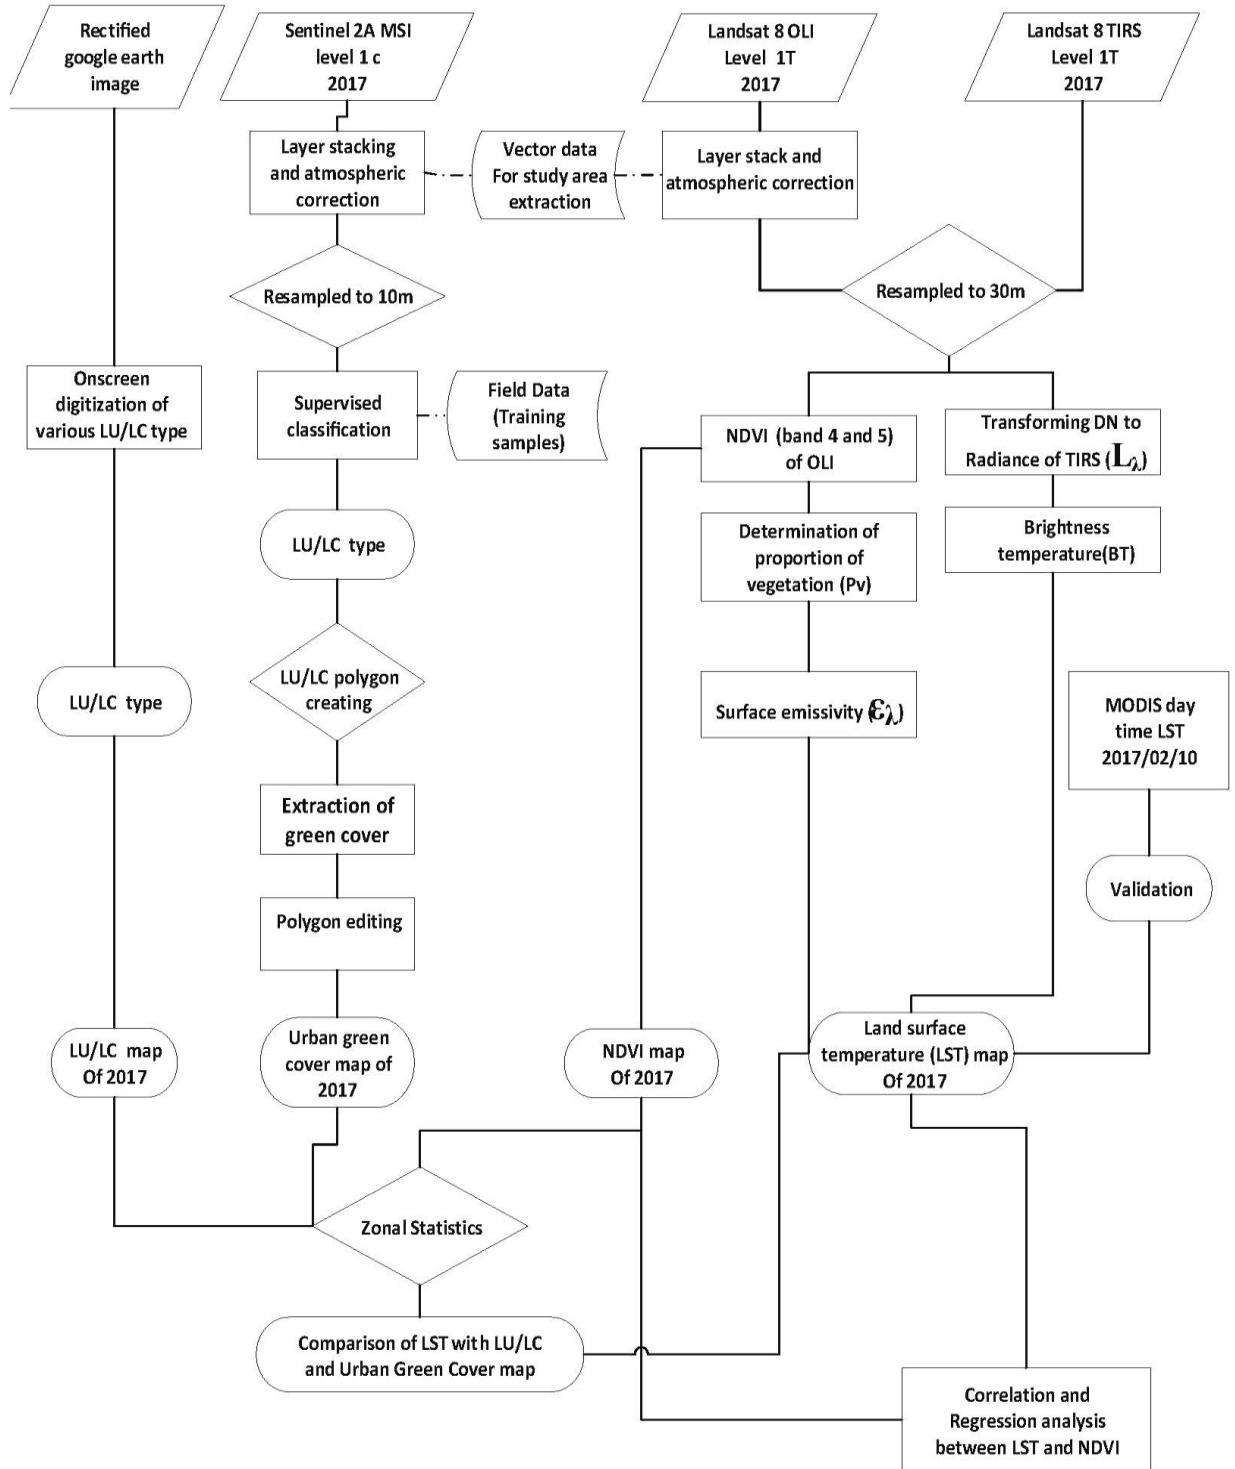 Rectified
google earth
image
Sentinel 2A MSI
level 1 c
2017
Landsat 8 OLI
Level 1T
2017
Landsat 8 TIRS
Level 1T
2017
Layer stacking
and atmospheric
correction
Vector data
For study area
extraction
Layer stack and
atmospheric correction
Resampled to 10m
Resampled to 30m
Onscreen
digitization of
various LU/LC type
Supervised
classification
Field Data
(Training
samples)
NDVI (band 4 and 5)
of OLI
Transforming DN to
Radiance of TIRS (Lλ)
LU/LC type
Determination of
proportion of
vegetation (Pv)
Brightness
temperature(BT)
LU/LC type
LU/LC polygon
creating
Surface emissivity (ελ)
MODIS day
time LST
2017/02/10
Extraction of
green cover
Validation
Polygon editing
LU/LC map
Of 2017
Urban green
cover map of
2017
NDVI map
Of 2017
Land surface
temperature (LST) map
Of 2017
Zonal Statistics
Comparison of LST with LU/LC
and Urban Green Cover map
Correlation and
Regression analysis
between LST and NDVI